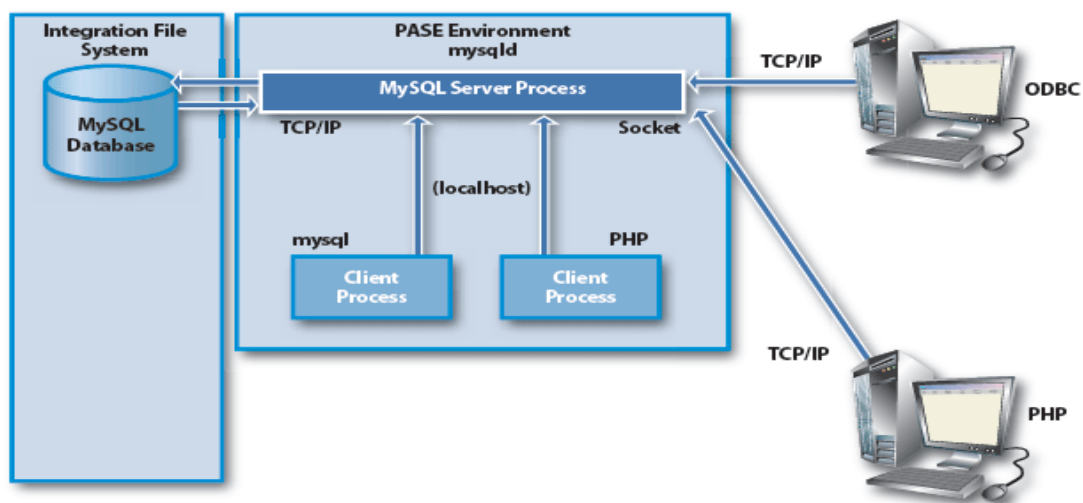 Integration File
System
MySQL
Database
PASE Environment
mysqld
MySQL Server Process
TCP/IP
Socket
(localhost)
mysql
Client
Process
PHP
Client
Process
TCP/IP
ODBC
TCP/IP
PHP